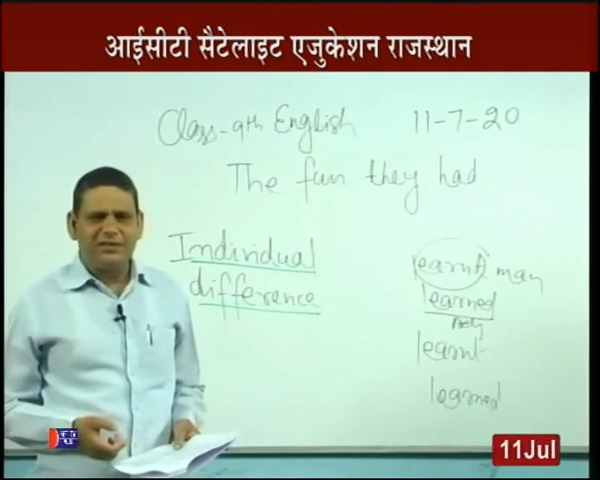 आईसीटी सैटेलाइट एजुकेशन राजस्थान
Class-9th English 11-7-20
The fun they had
Individual
difference
learnt man
learned
learnt
learned
11Jul